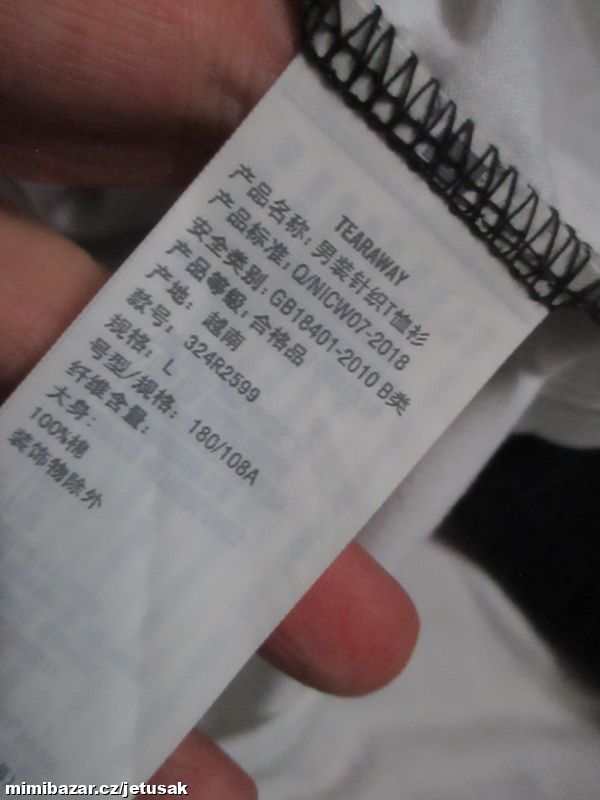 TEARAWAY
产品名称: 男装针织T恤衫
产品标准: Q/NICW07-2018
安全类别: GB18401-2010 B类
产品等级: 合格品
产地: 越南
款号: 324R2599
规格: L
号型/规格: 180/108A
纤维含量:
大身:
100%棉
装饰物除外
mimibazar.cz/jetusak